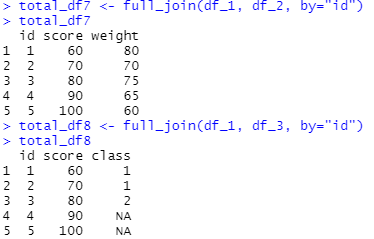 > total_df7 <- full_join(df_1, df_2, by="id")
> total_df7
  id score weight
1  1    60     80
2  2    70     70
3  3    80     75
4  4    90     65
5  5   100     60
> total_df8 <- full_join(df_1, df_3, by="id")
> total_df8
  id score class
1  1    60     1
2  2    70     1
3  3    80     2
4  4    90    NA
5  5   100    NA